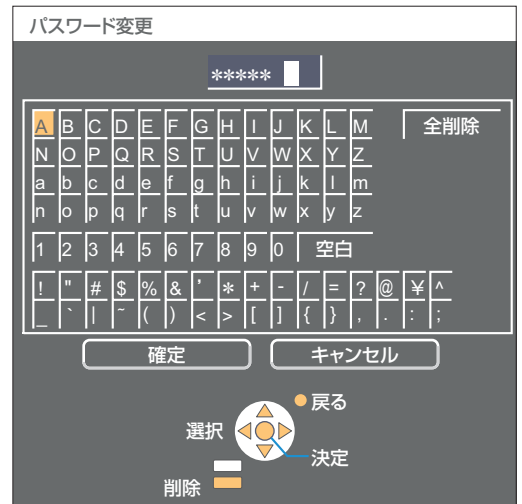 パスワード変更
*****
A B C D E F G H I J K L M 全削除
N O P Q R S T U V W X Y Z
a b c d e f g h i j k l m
n o p q r s t u v w x y z
1 2 3 4 5 6 7 8 9 0 空白
! " # $ % & ' * + - / = ? @ ¥ ^
_ ` | ~ ( ) < > [ ] { } , . : ;
確定 キャンセル
戻る
選択
決定
削除